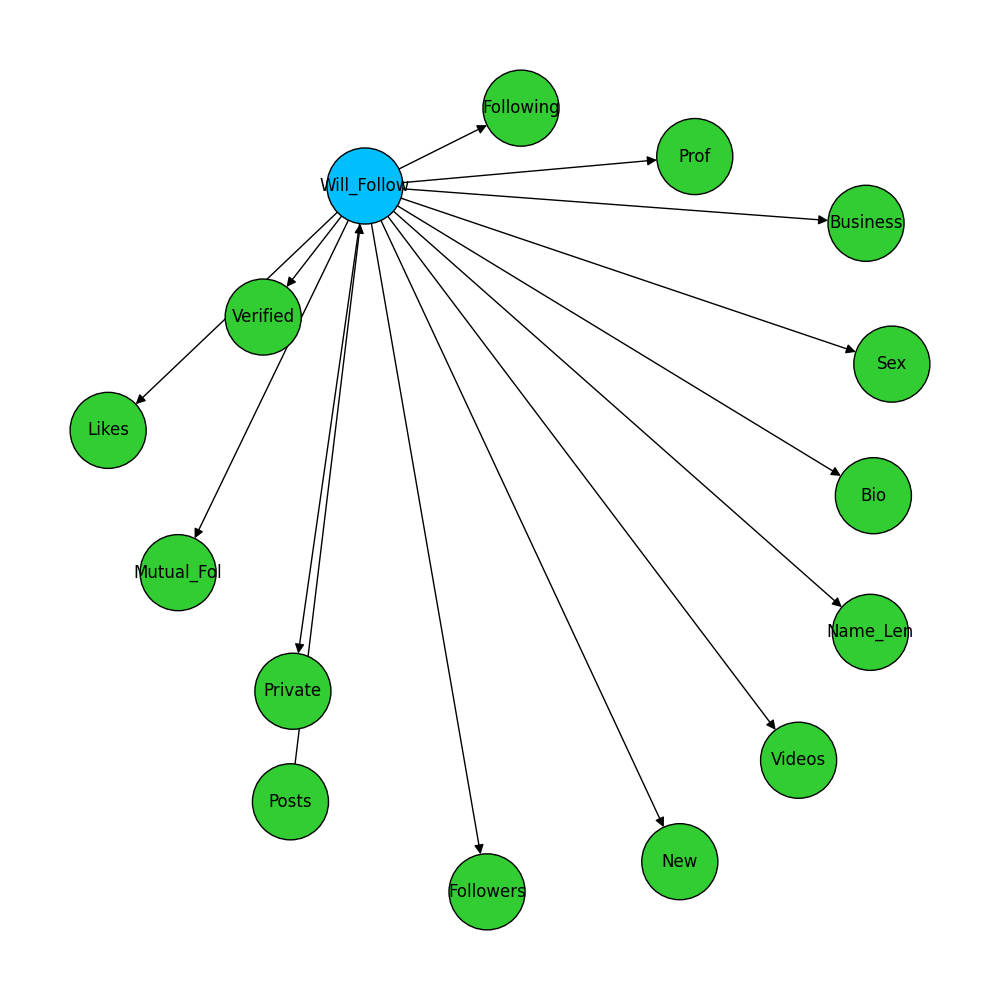 Following
Prof
Will_Follow
Business
Verified
Sex
Likes
Bio
Mutual_Fol
Name_Len
Private
Videos
Posts
New
Followers